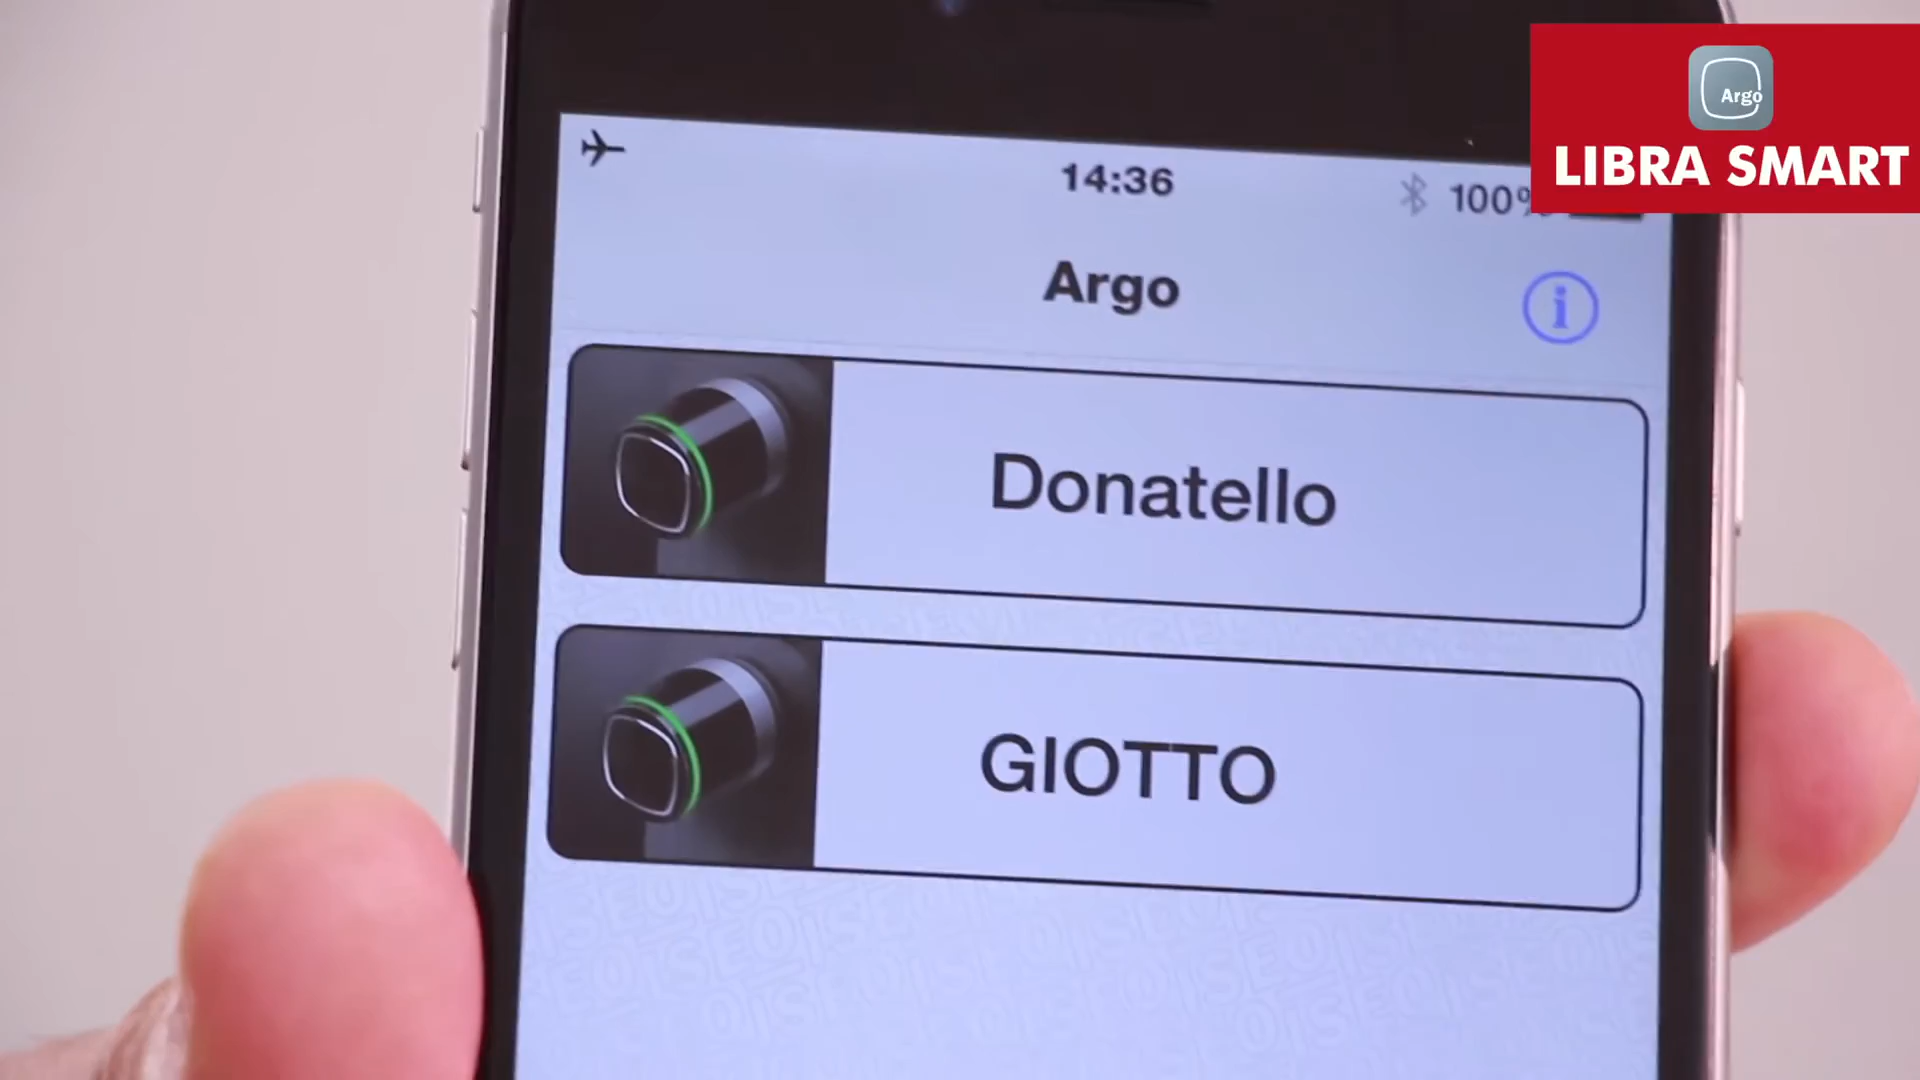 Argo
LIBRA SMART
14:36
100%
Argo
Donatello
GIOTTO